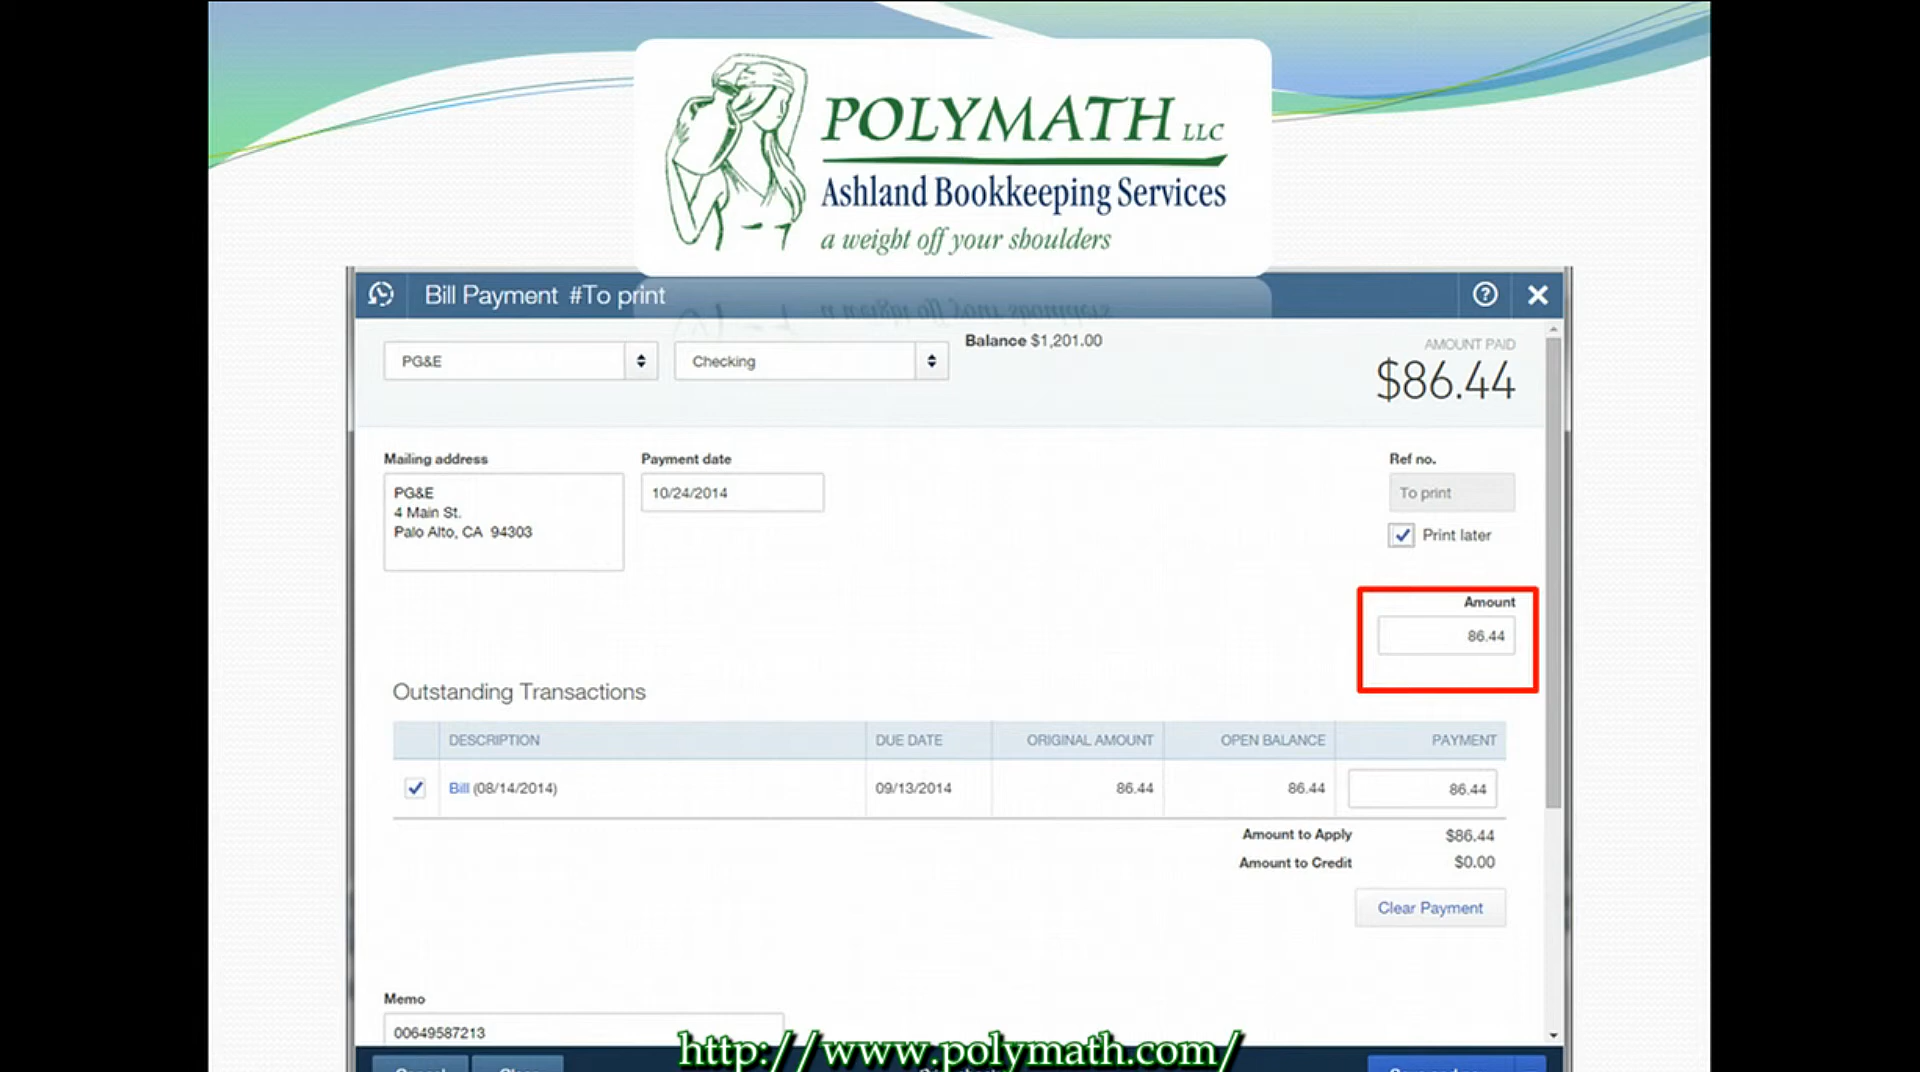 POLYMATH LLC
Ashland Bookkeeping Services
a weight off your shoulders
Bill Payment #To print
PG&E
Checking
Balance $1,201.00
AMOUNT PAID
$86.44
Mailing address
Payment date
Ref no.
PG&E
4 Main St.
Palo Alto, CA 94303
10/24/2014
To print
Print later
Amount
86.44
Outstanding Transactions
DESCRIPTION DUE DATE ORIGINAL AMOUNT OPEN BALANCE PAYMENT
Bill (08/14/2014) 09/13/2014 86.44 86.44 86.44
Amount to Apply $86.44
Amount to Credit $0.00
Clear Payment
Memo
00649587213
http://www.polymath.com/